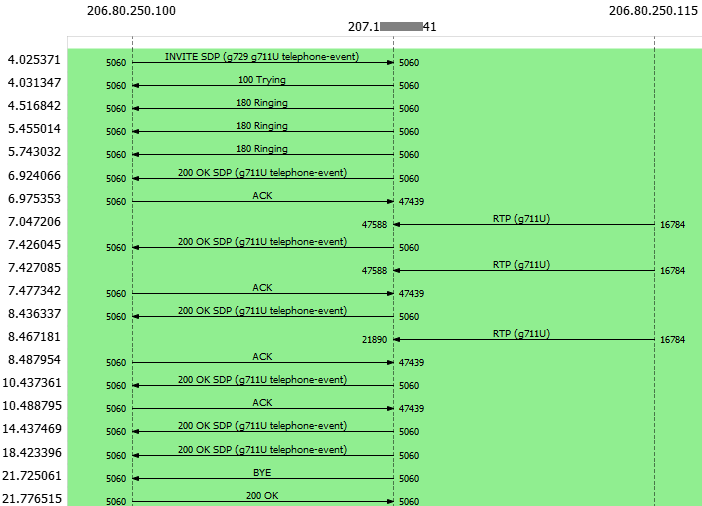 206.80.250.100 206.80.250.115
207.1 41
4.025371 5060 INVITE SDP (g729 g711U telephone-event) 5060
4.031347 5060 100 Trying 5060
4.516842 5060 180 Ringing 5060
5.455014 5060 180 Ringing 5060
5.743032 5060 180 Ringing 5060
6.924066 5060 200 OK SDP (g711U telephone-event) 5060
6.975353 5060 ACK 47439
7.047206 47588 RTP (g711U) 16784
7.426045 5060 200 OK SDP (g711U telephone-event) 5060
7.427085 47588 RTP (g711U) 16784
7.477342 5060 ACK 47439
8.436337 5060 200 OK SDP (g711U telephone-event) 5060
8.467181 21890 RTP (g711U) 16784
8.487954 5060 ACK 47439
10.437361 5060 200 OK SDP (g711U telephone-event) 5060
10.488795 5060 ACK 47439
14.437469 5060 200 OK SDP (g711U telephone-event) 5060
18.423396 5060 200 OK SDP (g711U telephone-event) 5060
21.725061 5060 BYE 5060
21.776515 5060 200 OK 5060